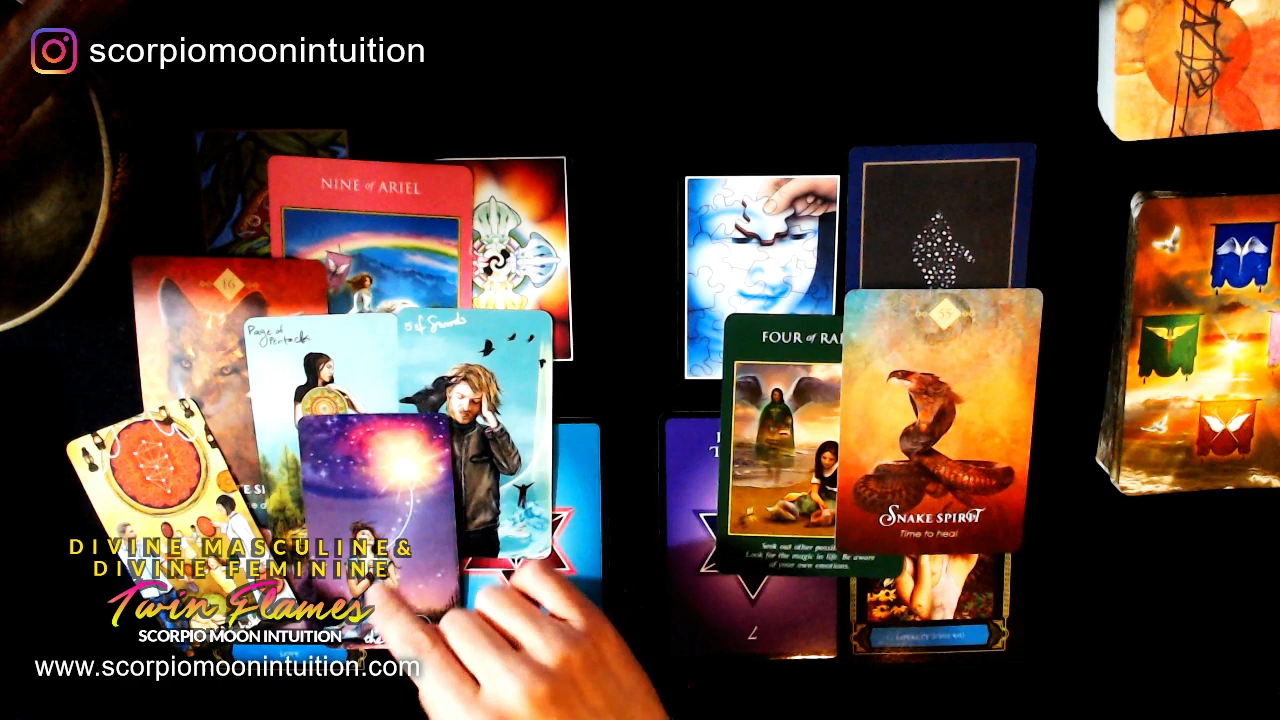 scorpiomoonintuition
NINE of ARIEL
16
55
Page of
Pentacle
5 of Swords
FOUR of RA
SNAKE SPIRIT
Time to heal
DIVINE MASCULINE&
DIVINE FEMININE
Twin Flames
SCORPIO MOON INTUITION
www.scorpiomoonintuition.com
Seek out other possi
Look for the magic in life. Be aware
of your own emotions.
7